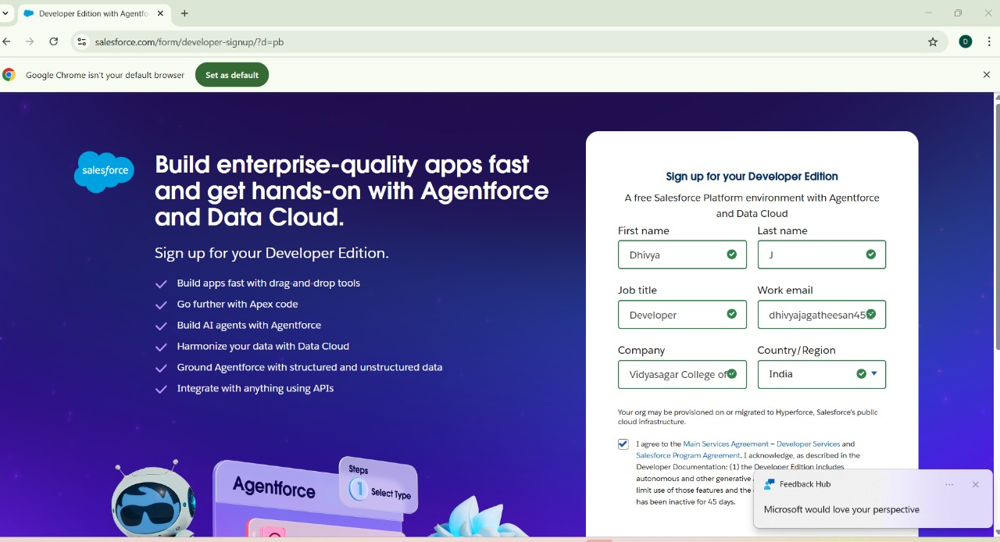 Developer Edition with Agentfo
salesforce.com/form/developer-signup/?d=pb
D
Google Chrome isn't your default browser
Set as default
salesforce
Build enterprise-quality apps fast
and get hands-on with Agentforce
and Data Cloud.
Sign up for your Developer Edition.
Build apps fast with drag-and-drop tools
Go further with Apex code
Build AI agents with Agentforce
Harmonize your data with Data Cloud
Ground Agentforce with structured and unstructured data
Integrate with anything using APIs
Agentforce
Steps
1 Select Type
Sign up for your Developer Edition
A free Salesforce Platform environment with Agentforce
and Data Cloud
First name Last name
Dhivya J
Job title Work email
Developer dhivyajagatheesan45
Company Country/Region
Vidyasagar College of India
Your org may be provisioned on or migrated to Hyperforce, Salesforce's public
cloud infrastructure.
I agree to the Main Services Agreement – Developer Services and
Salesforce Program Agreement. I acknowledge, as described in the
Developer Documentation: (1) the Developer Edition includes
autonomous and other generative
limit use of those features and the
has been inactive for 45 days.
Feedback Hub
Microsoft would love your perspective